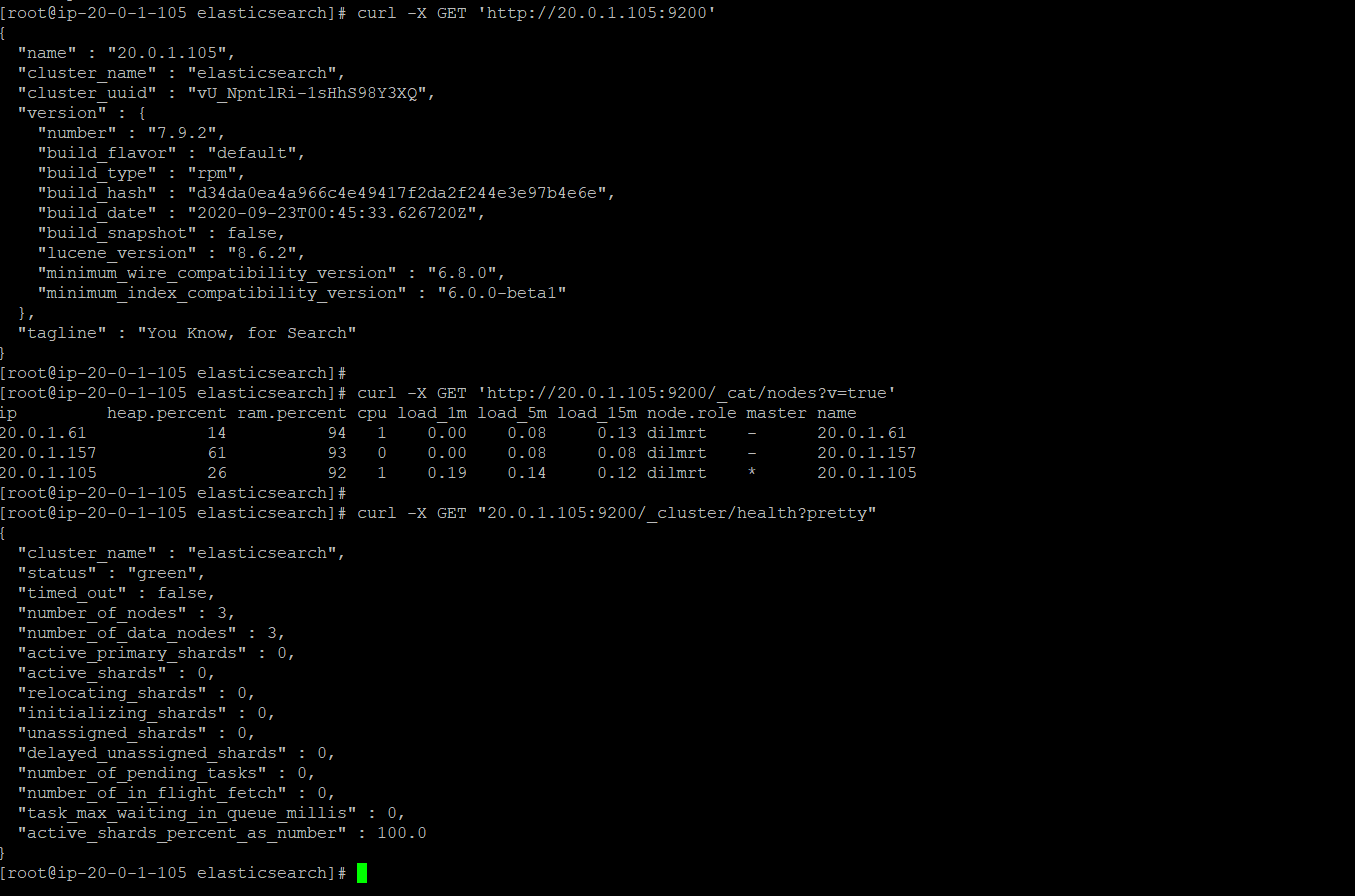 [root@ip-20-0-1-105 elasticsearch]# curl -X GET 'http://20.0.1.105:9200'
{
  "name" : "20.0.1.105",
  "cluster_name" : "elasticsearch",
  "cluster_uuid" : "vU_NpntlRi-1sHhS98Y3XQ",
  "version" : {
    "number" : "7.9.2",
    "build_flavor" : "default",
    "build_type" : "rpm",
    "build_hash" : "d34da0ea4a966c4e49417f2da2f244e3e97b4e6e",
    "build_date" : "2020-09-23T00:45:33.626720Z",
    "build_snapshot" : false,
    "lucene_version" : "8.6.2",
    "minimum_wire_compatibility_version" : "6.8.0",
    "minimum_index_compatibility_version" : "6.0.0-beta1"
  },
  "tagline" : "You Know, for Search"
}
[root@ip-20-0-1-105 elasticsearch]#
[root@ip-20-0-1-105 elasticsearch]# curl -X GET 'http://20.0.1.105:9200/_cat/nodes?v=true'
ip         heap.percent ram.percent cpu load_1m load_5m load_15m node.role master name
20.0.1.61            14          94   1    0.00    0.08     0.13 dilmrt    -      20.0.1.61
20.0.1.157           61          93   0    0.00    0.08     0.08 dilmrt    -      20.0.1.157
20.0.1.105           26          92   1    0.19    0.14     0.12 dilmrt    *      20.0.1.105
[root@ip-20-0-1-105 elasticsearch]#
[root@ip-20-0-1-105 elasticsearch]# curl -X GET "20.0.1.105:9200/_cluster/health?pretty"
{
  "cluster_name" : "elasticsearch",
  "status" : "green",
  "timed_out" : false,
  "number_of_nodes" : 3,
  "number_of_data_nodes" : 3,
  "active_primary_shards" : 0,
  "active_shards" : 0,
  "relocating_shards" : 0,
  "initializing_shards" : 0,
  "unassigned_shards" : 0,
  "delayed_unassigned_shards" : 0,
  "number_of_pending_tasks" : 0,
  "number_of_in_flight_fetch" : 0,
  "task_max_waiting_in_queue_millis" : 0,
  "active_shards_percent_as_number" : 100.0
}
[root@ip-20-0-1-105 elasticsearch]#